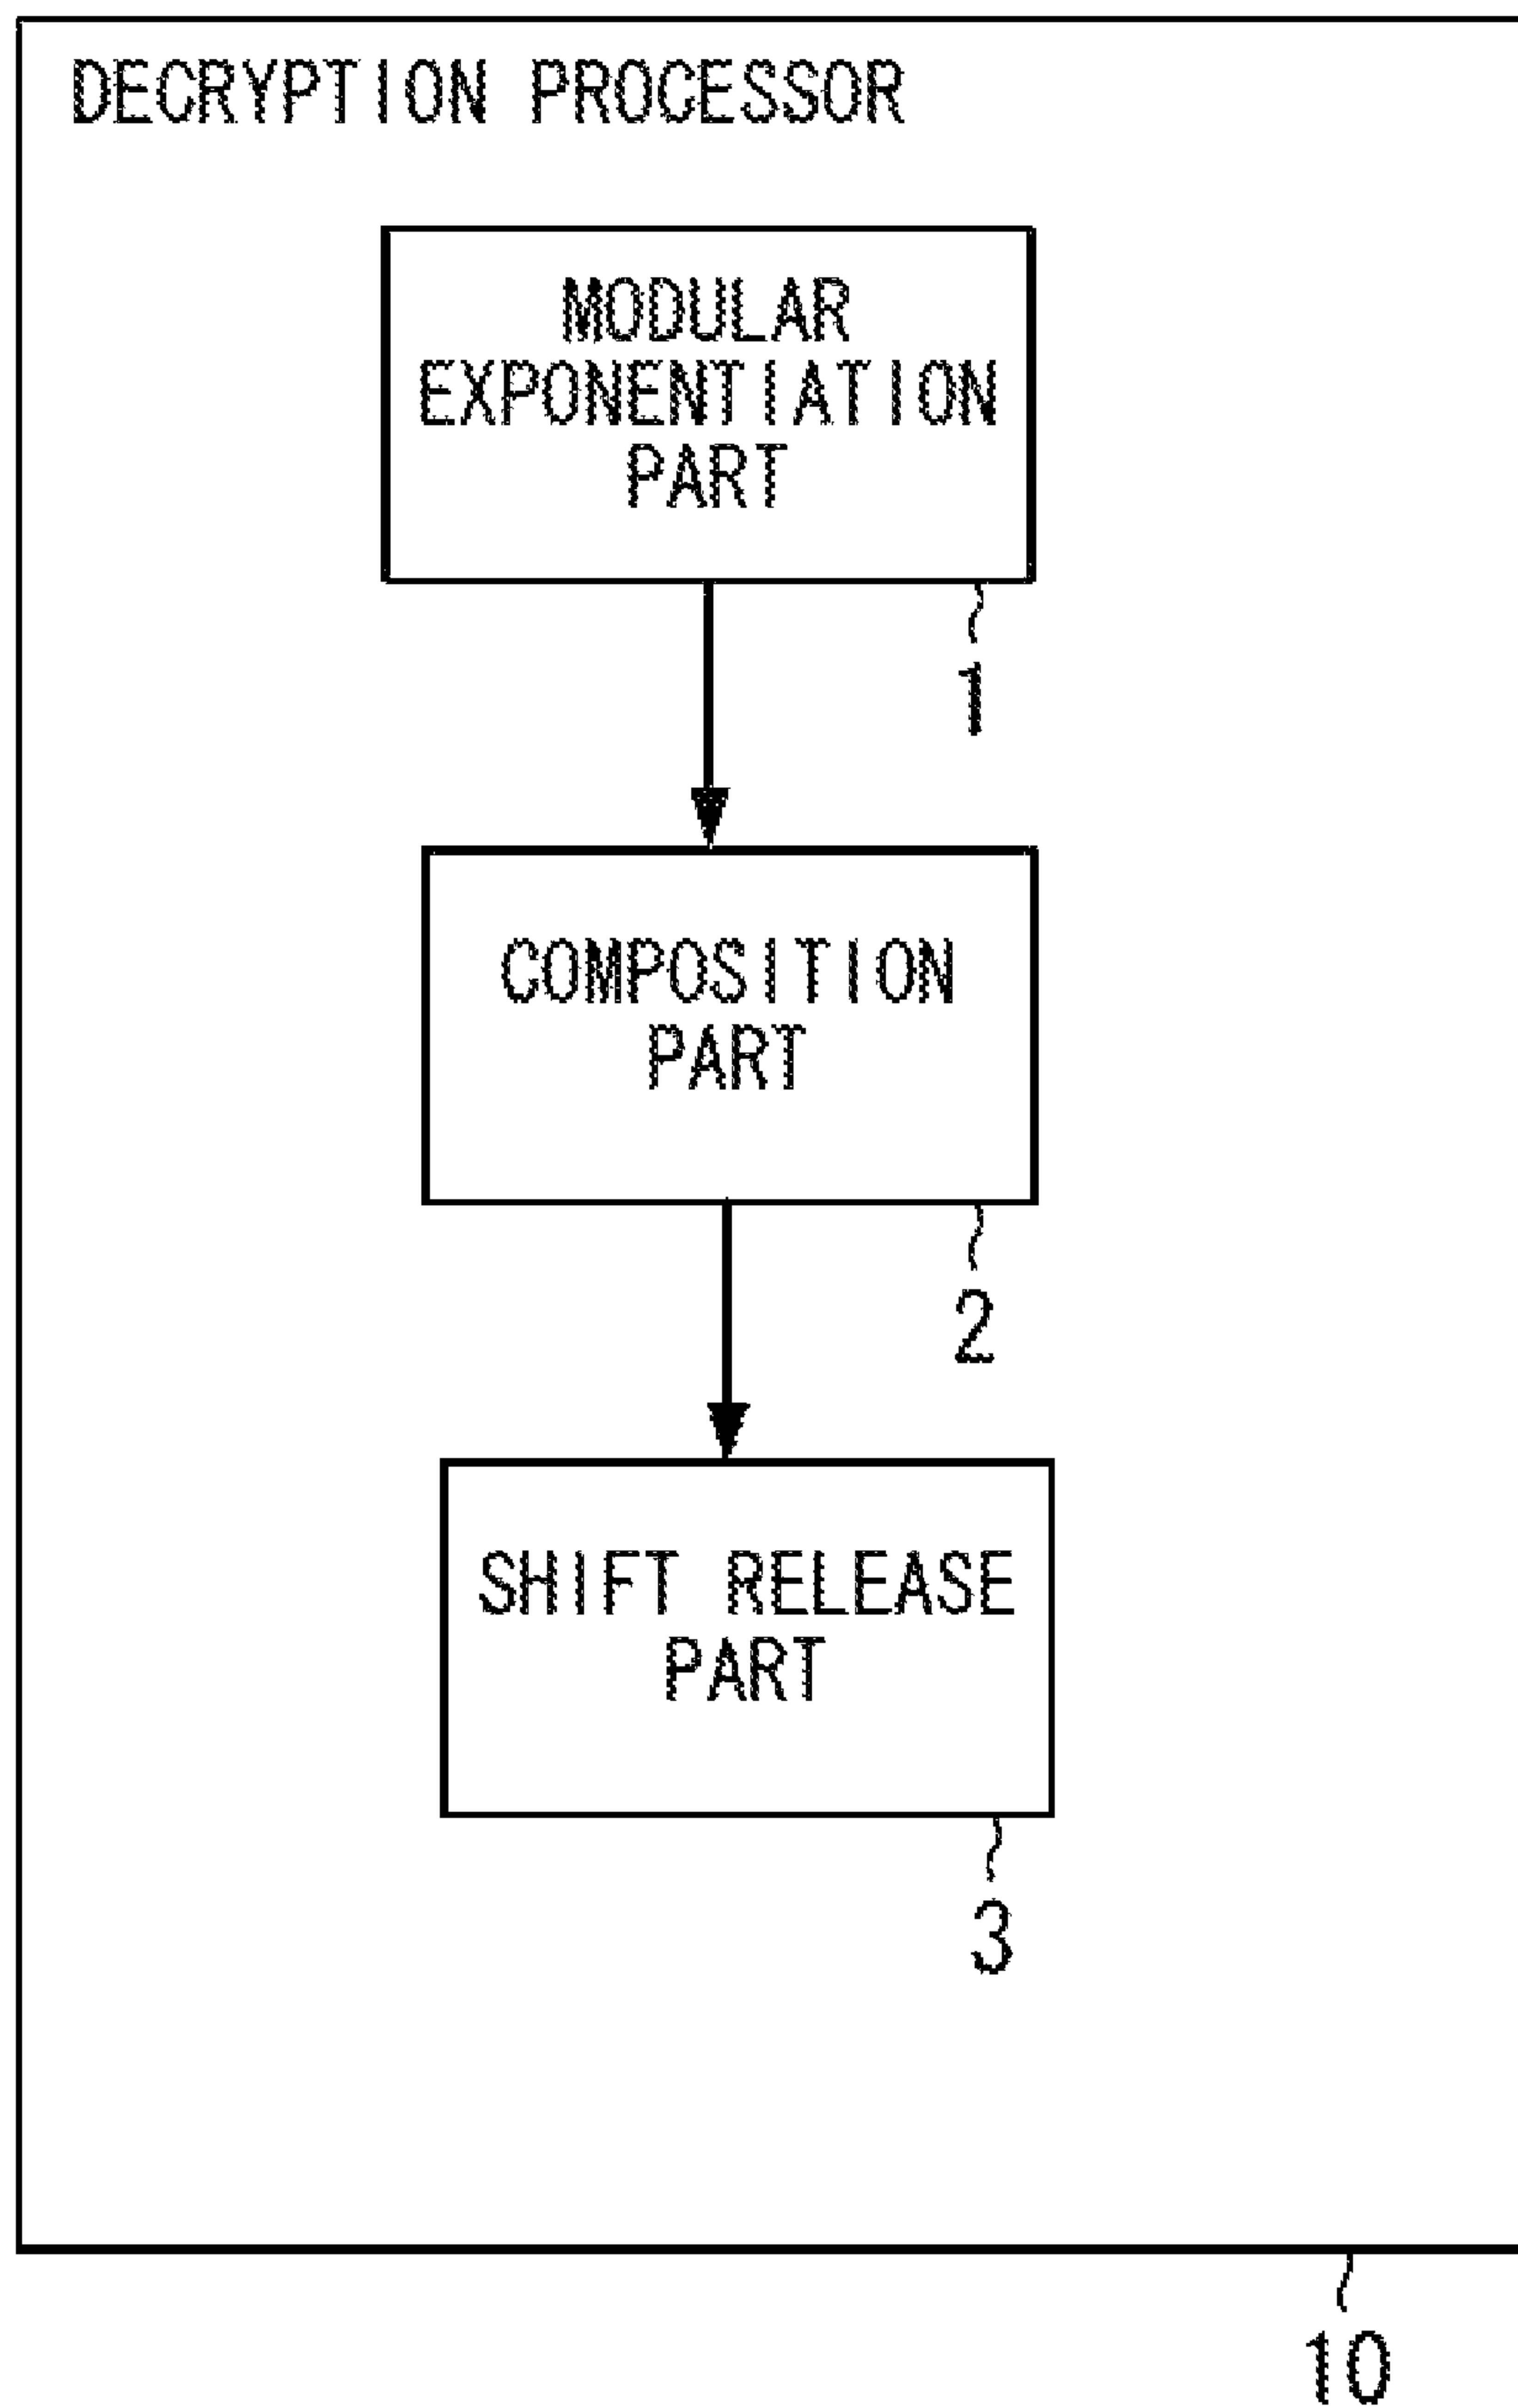 DECRYPTION PROCESSOR
MODULAR
EXPONENTIATION
PART
1
COMPOSITION
PART
2
SHIFT RELEASE
PART
3
10